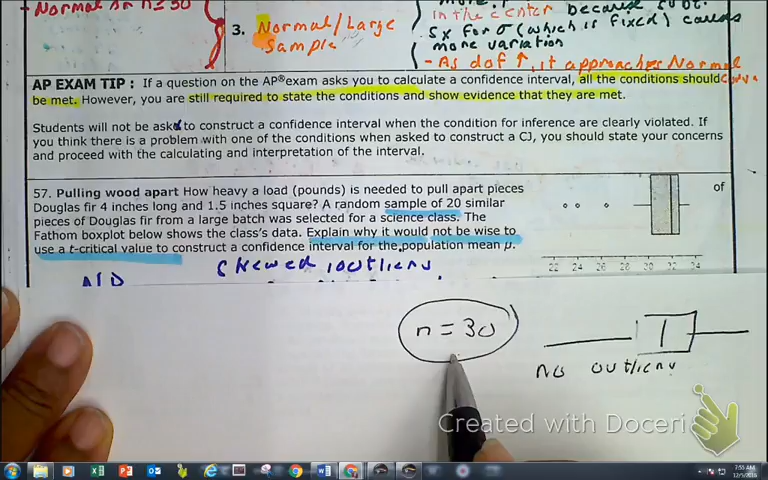 - Normal or n ≥ 30
3. Normal/Large
Sample
in the center because subt.
Sx for σ (which is fixed) causes
more variation
- As dof ↑, it approaches Normal
curve
AP EXAM TIP : If a question on the AP® exam asks you to calculate a confidence interval, all the conditions should
be met. However, you are still required to state the conditions and show evidence that they are met.
Students will not be asked to construct a confidence interval when the condition for inference are clearly violated. If
you think there is a problem with one of the conditions when asked to construct a CI, you should state your concerns
and proceed with the calculating and interpretation of the interval.
57. Pulling wood apart How heavy a load (pounds) is needed to pull apart pieces of
Douglas fir 4 inches long and 1.5 inches square? A random sample of 20 similar
pieces of Douglas fir from a large batch was selected for a science class. The
Fathom boxplot below shows the class's data. Explain why it would not be wise to
use a t-critical value to construct a confidence interval for the population mean μ.
22 24 26 28 30 32 34
skewed outliers
n = 30
no outliers
Created with Doceri
7:55 AM